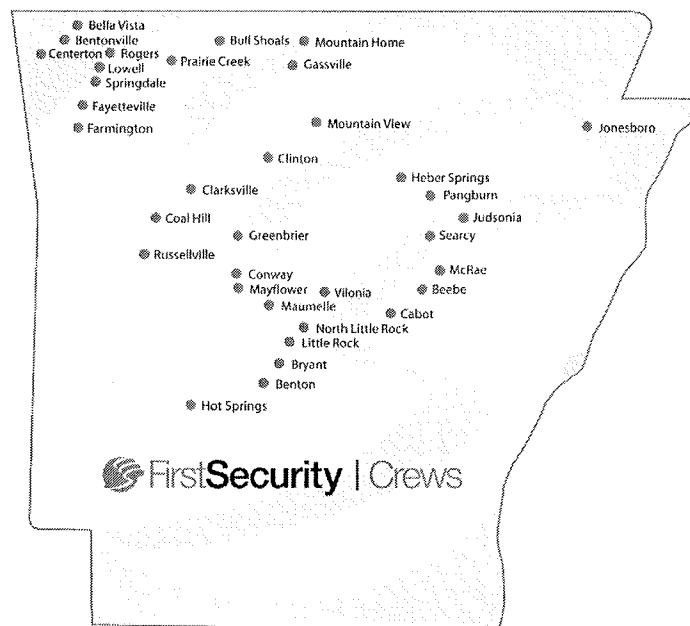 Bella Vista
Bentonville
Centerton
Rogers
Lowell
Springdale
Fayetteville
Farmington
Prairie Creek
Bull Shoals
Mountain Home
Gassville
Mountain View
Jonesboro
Clinton
Clarksville
Heber Springs
Pangburn
Coal Hill
Judsonia
Greenbrier
Searcy
Russellville
Conway
McRae
Mayflower
Vilonia
Beebe
Maumelle
Cabot
North Little Rock
Little Rock
Bryant
Benton
Hot Springs
FirstSecurity | Crews